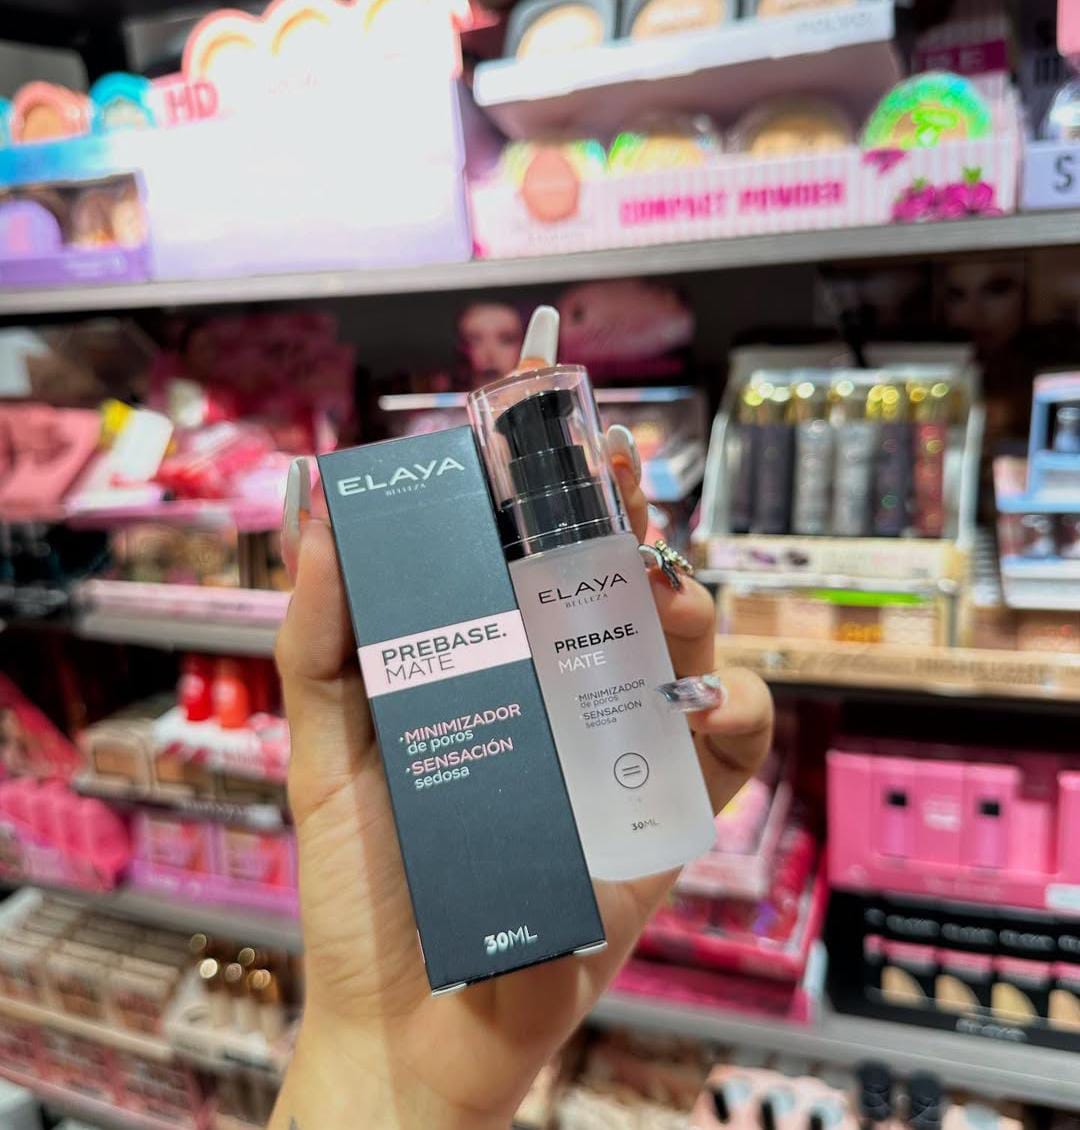 HD
COMPACT POWDER
S
ELAYA
BELLEZA
PREBASE.
MATE
•MINIMIZADOR
de poros
•SENSACIÓN
sedosa
30ML
ELAYA
BELLEZA
PREBASE.
MATE
•MINIMIZADOR
de poros
•SENSACIÓN
sedosa
30ML